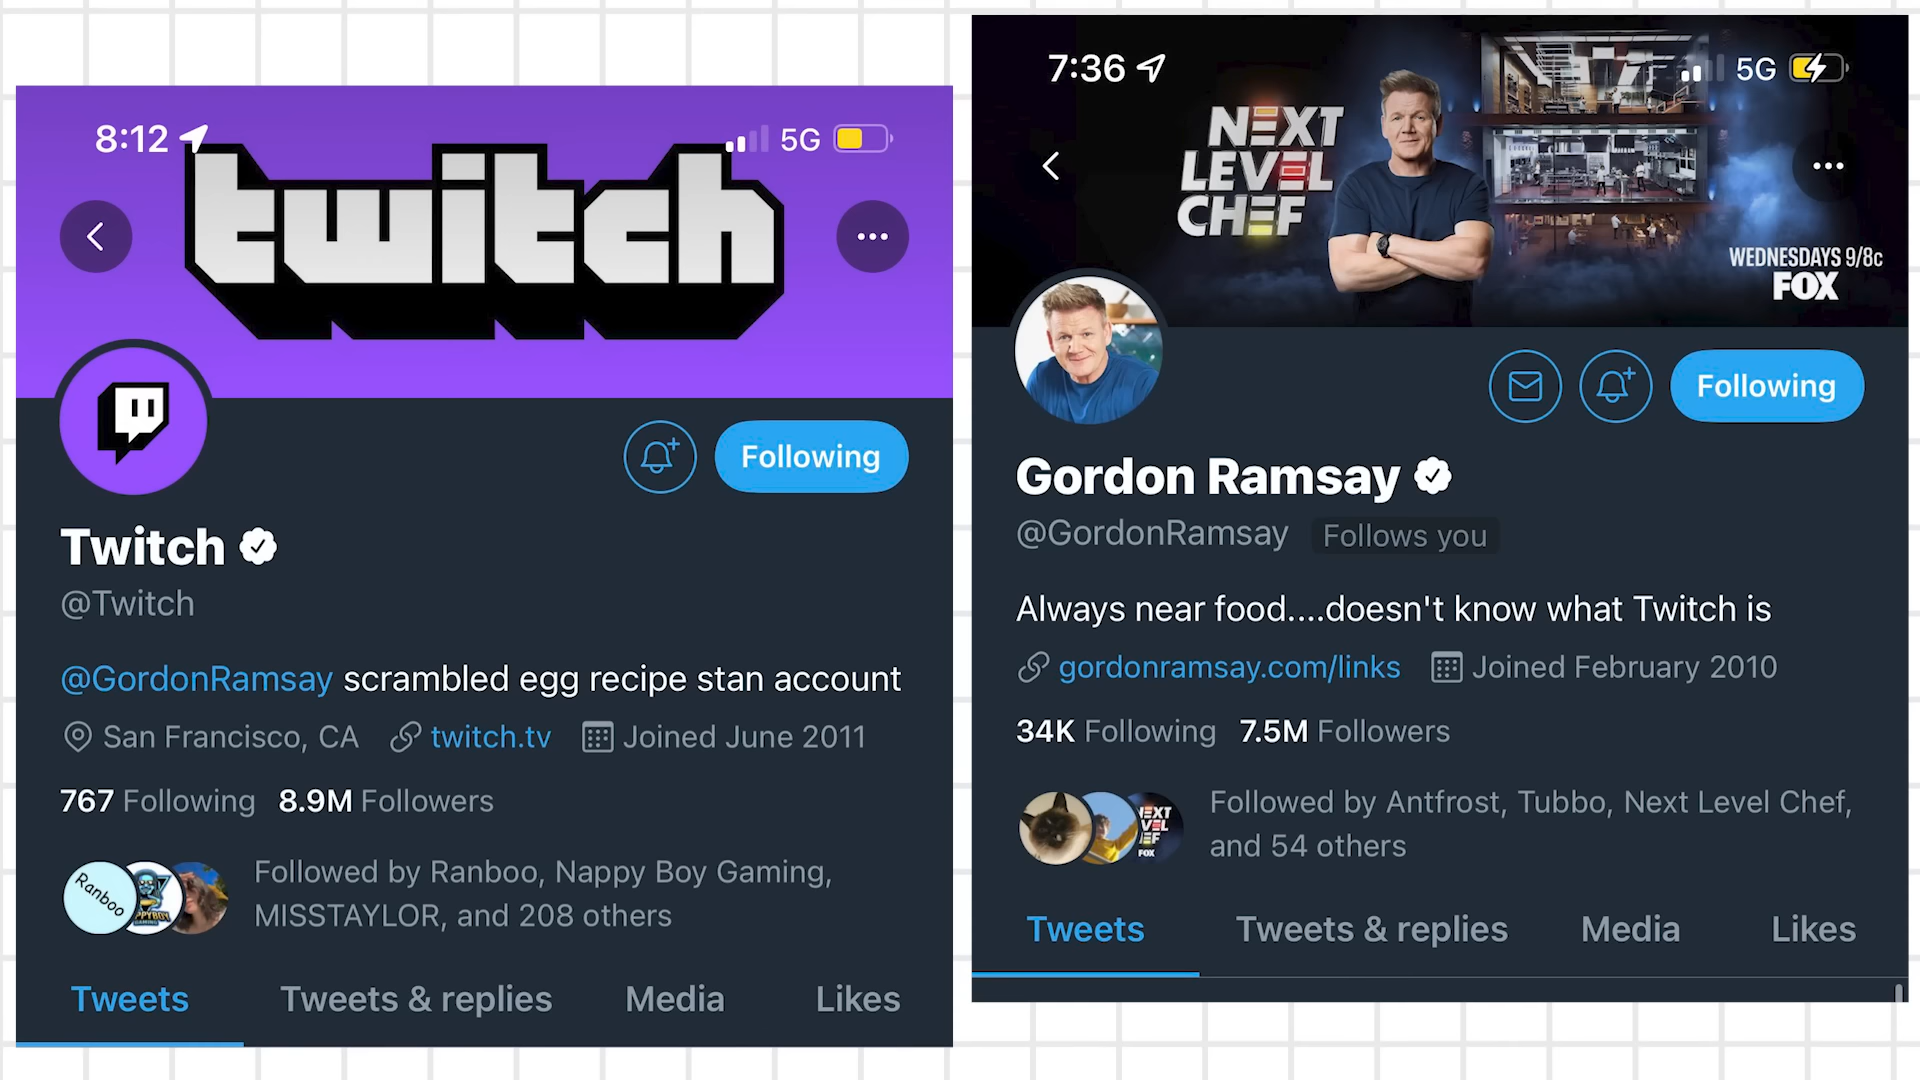 8:12
5G
twitch
Following
Twitch
@Twitch
@GordonRamsay scrambled egg recipe stan account
San Francisco, CA twitch.tv Joined June 2011
767 Following 8.9M Followers
Ranboo
Followed by Ranboo, Nappy Boy Gaming,
MISSTAYLOR, and 208 others
Tweets Tweets & replies Media Likes
7:36
5G
NEXT
LEVEL
CHEF
WEDNESDAYS 9/8c
FOX
Following
Gordon Ramsay
@GordonRamsay Follows you
Always near food....doesn't know what Twitch is
gordonramsay.com/links Joined February 2010
34K Following 7.5M Followers
Followed by Antfrost, Tubbo, Next Level Chef,
and 54 others
FOX
Tweets Tweets & replies Media Likes